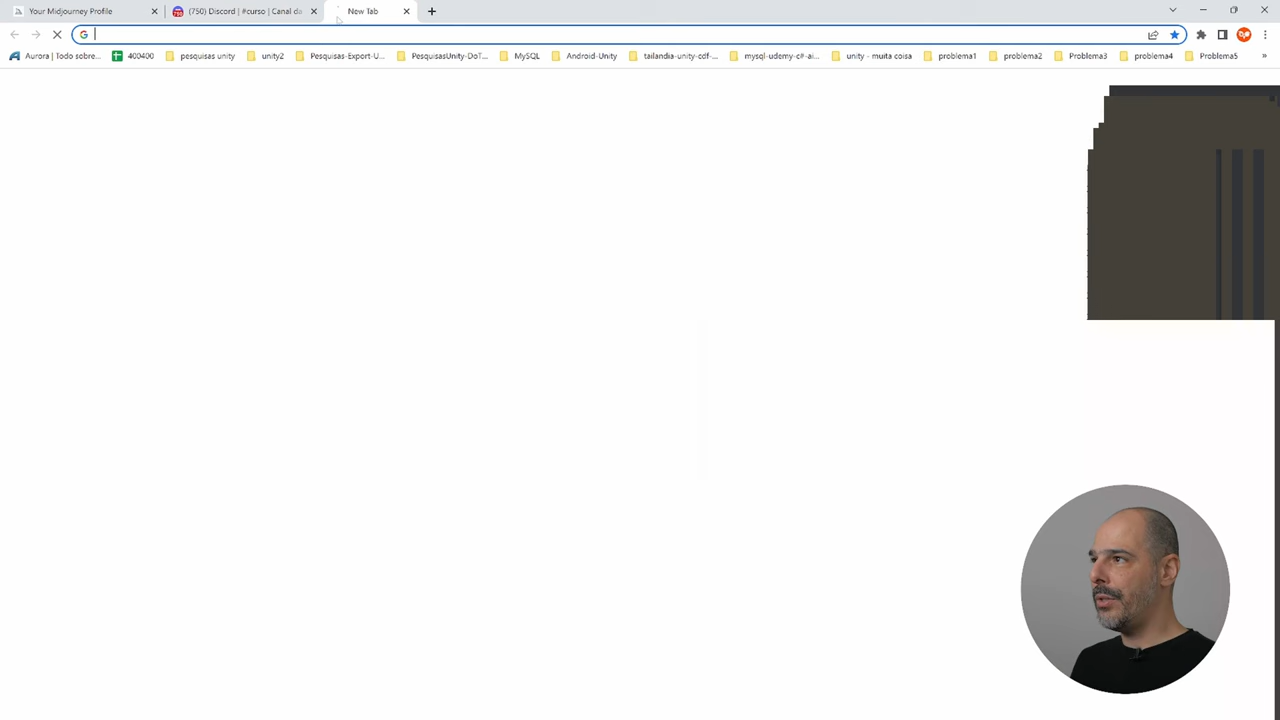 Your Midjourney Profile
(750) Discord | #curso | Canal da
New Tab
Aurora | Todo sobre...
400400
pesquisas unity
unity2
Pesquisas-Export-U...
PesquisasUnity-DoT...
MySQL
Android-Unity
tailandia-unity-cdf-...
mysql-udemy-c#-ai...
unity - muita coisa
problema1
problema2
Problema3
problema4
Problema5
»